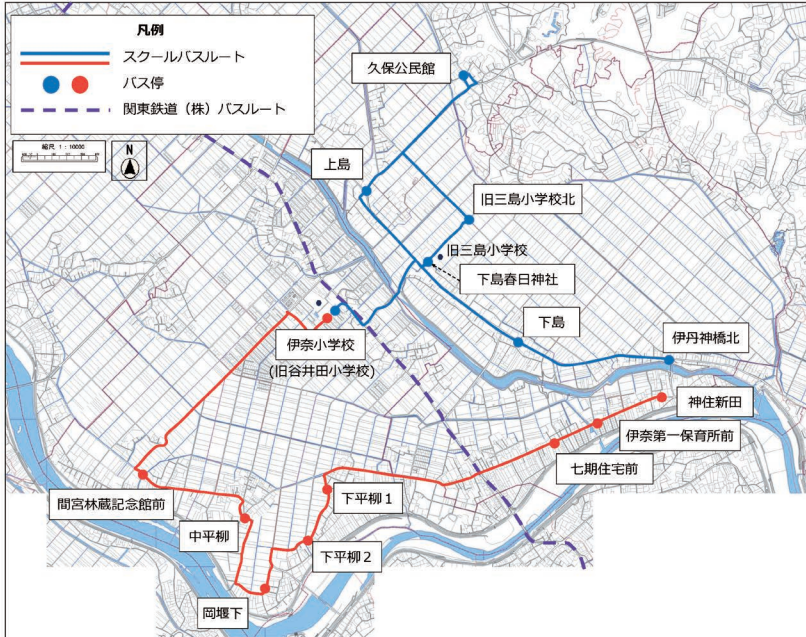 凡例
スクールバスルート
バス停
関東鉄道（株）バスルート
縮尺 1：10000
N
久保公民館
上島
旧三島小学校北
旧三島小学校
下島春日神社
下島
伊奈小学校
(旧谷井田小学校)
伊丹神橋北
神住新田
伊奈第一保育所前
七期住宅前
間宮林蔵記念館前
下平柳１
中平柳
下平柳２
岡堰下